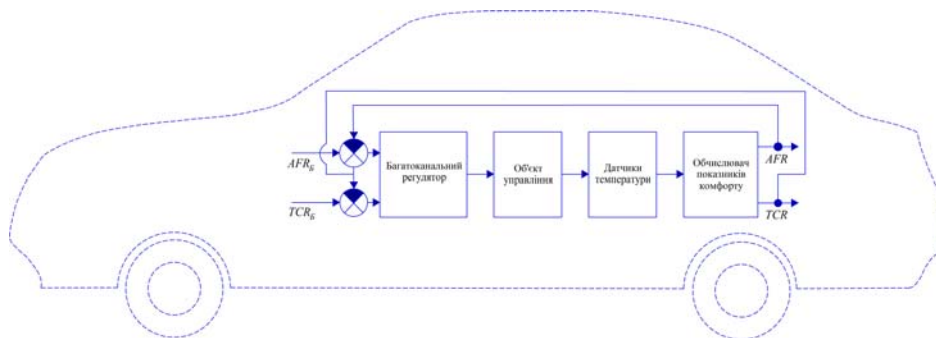 AFR_Б
TCR_Б
Багатоканальний
регулятор
Об'єкт
управління
Датчики
температури
Обчислювач
показників
комфорту
AFR
TCR